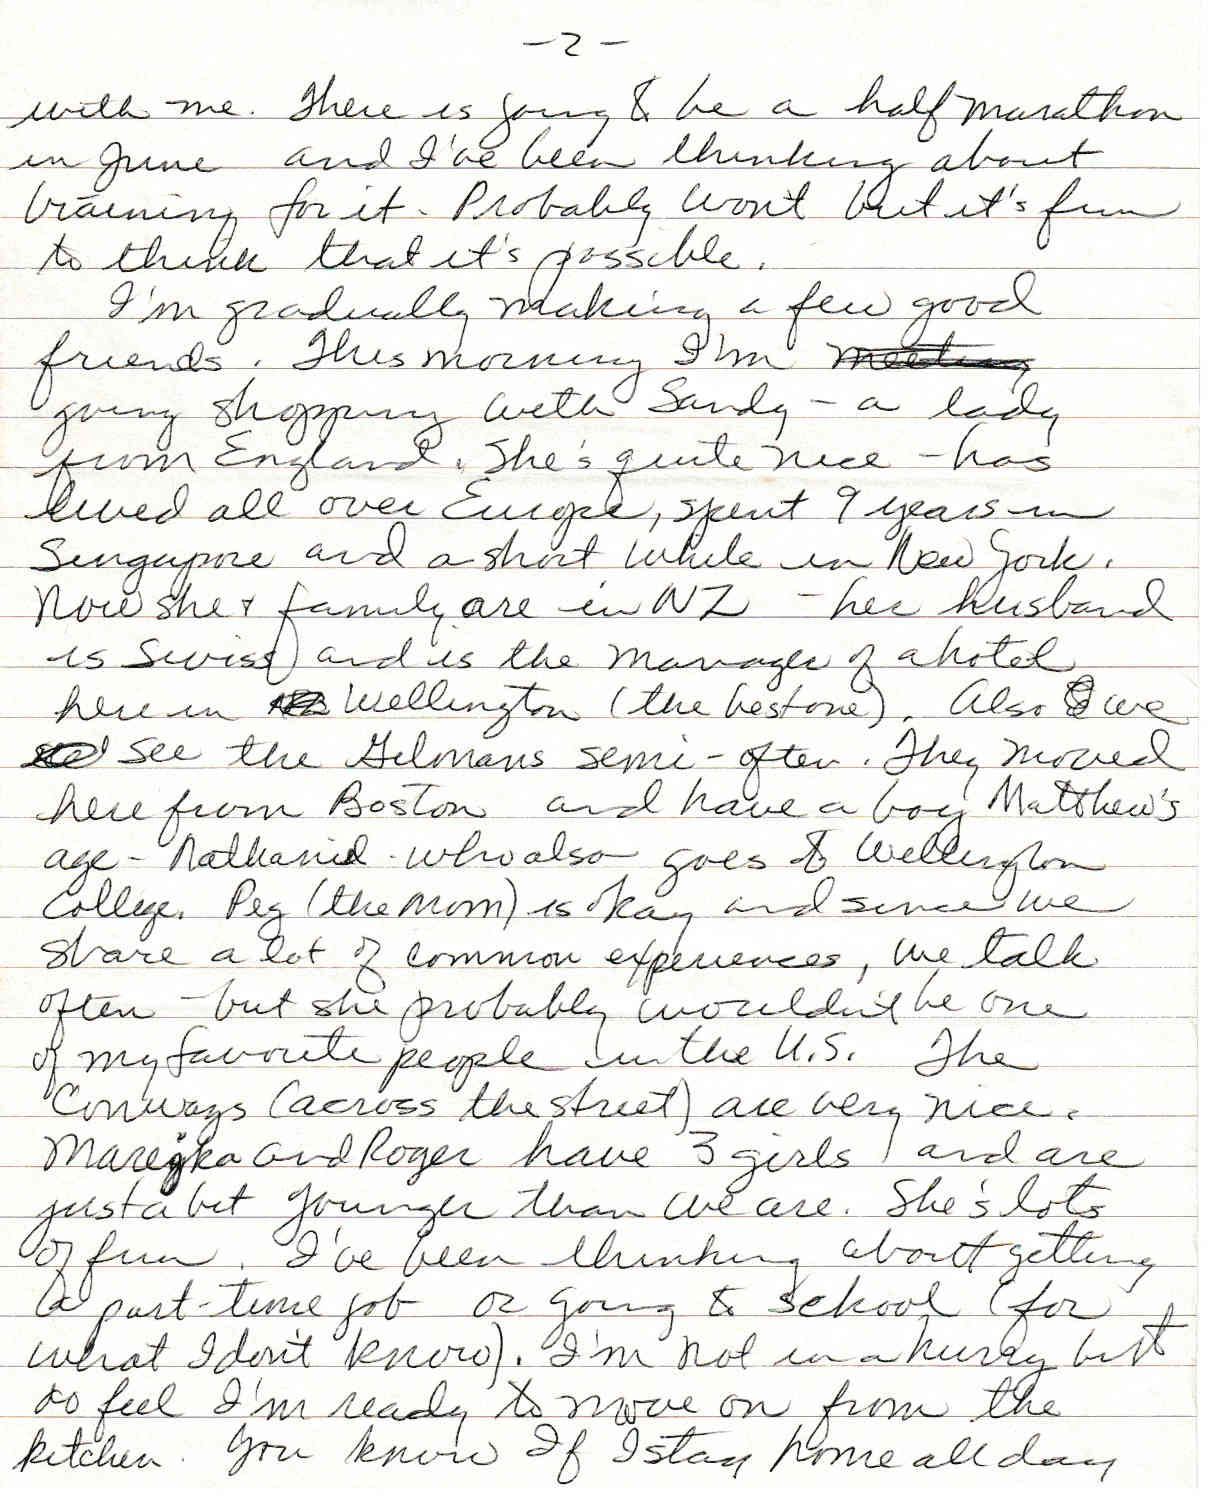 - 2 -
with me. There is going to be a half marathon
in June and I've been thinking about
training for it. Probably won't but it's fun
to think that it's possible.
I'm gradually making a few good
friends. This morning I'm meeting
going shopping with Sandy - a lady
from England. She's quite nice - has
lived all over Europe, spent 9 years in
Singapore and a short while in New York.
Now she & family are in NZ - her husband
is Swiss and is the manager of a hotel
here in Wellington (the best one). Also we
see the Gilmans semi-often. They moved
here from Boston and have a boy Matthew's
age - Nathaniel - who also goes to Wellington
College. Peg (the mom) is okay and since we
share a lot of common experiences, we talk
often - but she probably wouldn't be one
of my favorite people in the U.S. The
Conways (across the street) are very nice.
Mareijka and Roger have 3 girls and are
just a bit younger than we are. She's lots
of fun. I've been thinking about getting
a part-time job or going to school (for
what I don't know). I'm not in a hurry but
do feel I'm ready to move on from the
kitchen. You know If I stay home all day